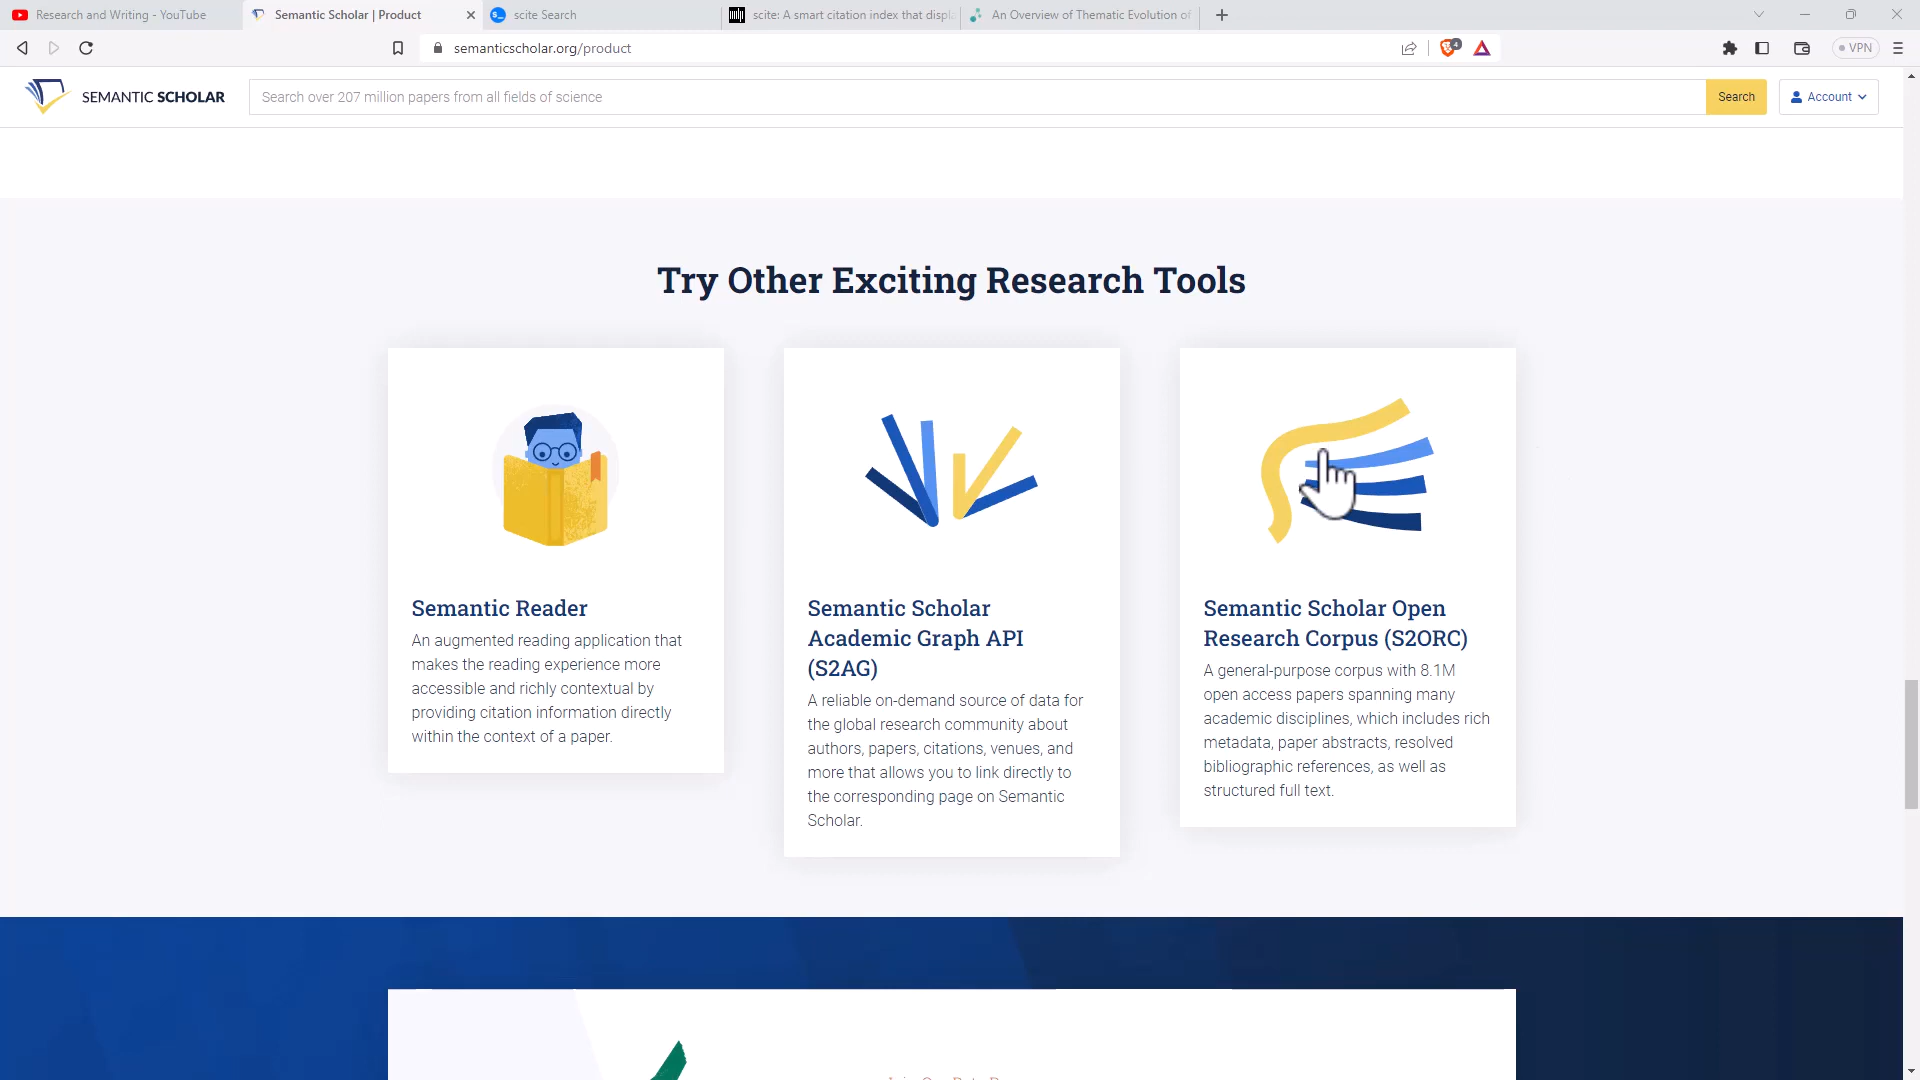 Research and Writing - YouTube
Semantic Scholar | Product
scite Search
scite: A smart citation index that displ
An Overview of Thematic Evolution of
semanticscholar.org/product
4
VPN
SEMANTIC SCHOLAR
Search over 207 million papers from all fields of science
Search
Account
Try Other Exciting Research Tools
Semantic Reader
An augmented reading application that
makes the reading experience more
accessible and richly contextual by
providing citation information directly
within the context of a paper.
Semantic Scholar
Academic Graph API
(S2AG)
A reliable on-demand source of data for
the global research community about
authors, papers, citations, venues, and
more that allows you to link directly to
the corresponding page on Semantic
Scholar.
Semantic Scholar Open
Research Corpus (S2ORC)
A general-purpose corpus with 8.1M
open access papers spanning many
academic disciplines, which includes rich
metadata, paper abstracts, resolved
bibliographic references, as well as
structured full text.